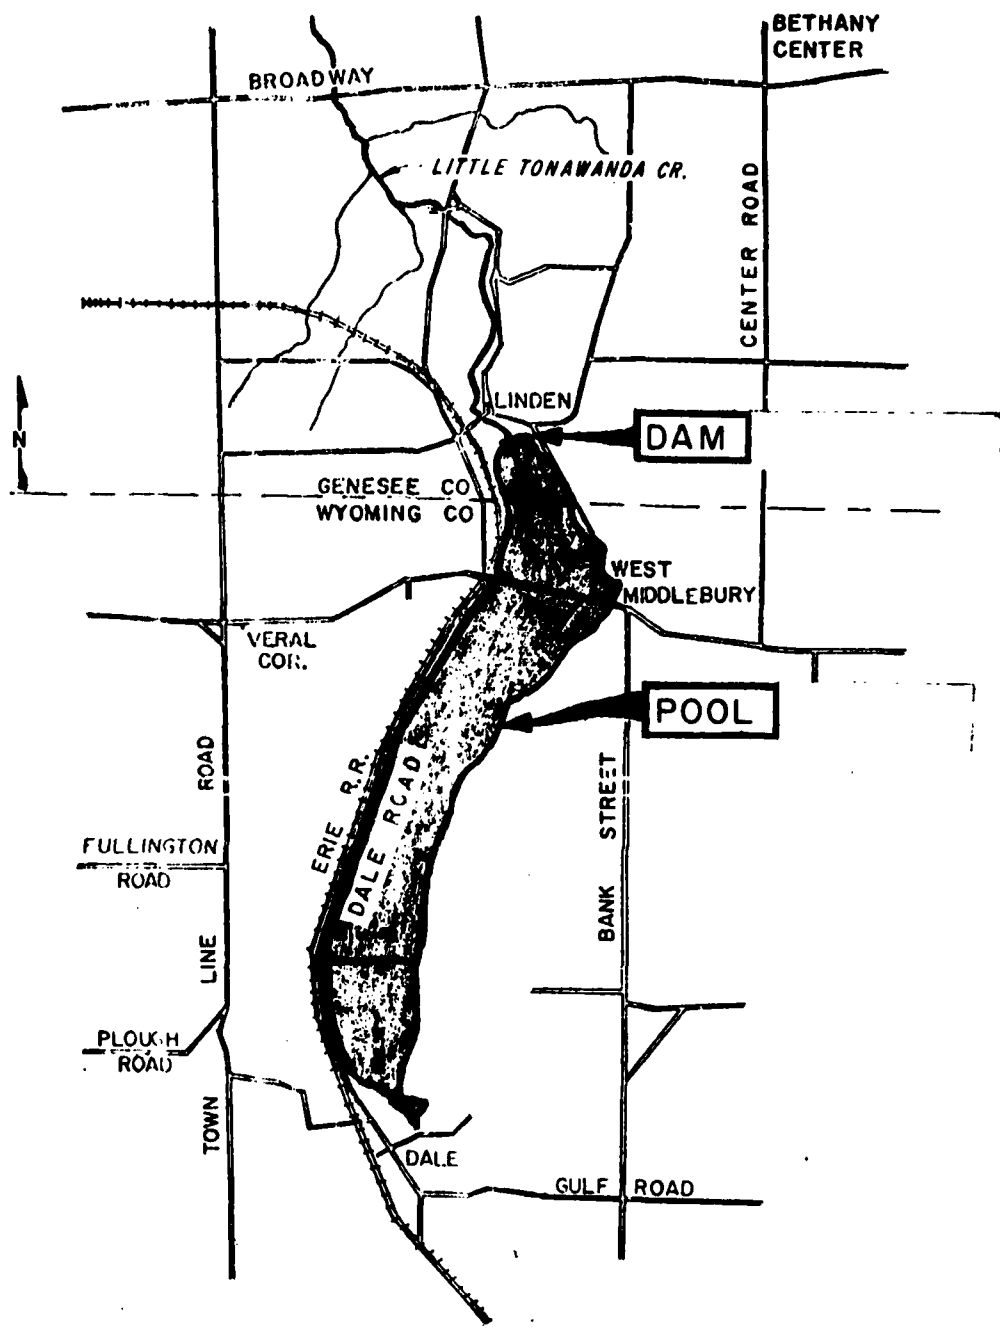 BETHANY
CENTER
BROADWAY
LITTLE TONAWANDA CR.
CENTER ROAD
LINDEN
DAM
N
GENESEE CO
WYOMING CO
WEST
MIDDLEBURY
VERAL
COR.
POOL
ERIE R.R.
DALE ROAD
BANK STREET
TOWN LINE ROAD
FULLINGTON
ROAD
PLOUGH
ROAD
DALE
GULF ROAD